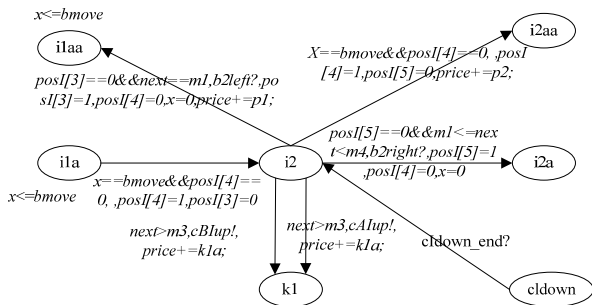 x<=bmove
i1aa
i2aa
posI[3]==0&&next==m1,b2left?,po
sI[3]=1,posI[4]=0,x=0,price+=p1;
X==bmove&&posI[4]==0, ,posI
[4]=1,posI[5]=0,price+=p2;
posI[5]==0&&m1<=nex
t<m4,b2right?,posI[5]=1
,posI[4]=0,x=0
i1a
i2
i2a
x<=bmove
x==bmove&&posI[4]==
0, ,posI[4]=1,posI[3]=0
next>m3,cBIup!,
price+=k1a;
next>m3,cAIup!,
price+=k1a;
cldown_end?
k1
cldown